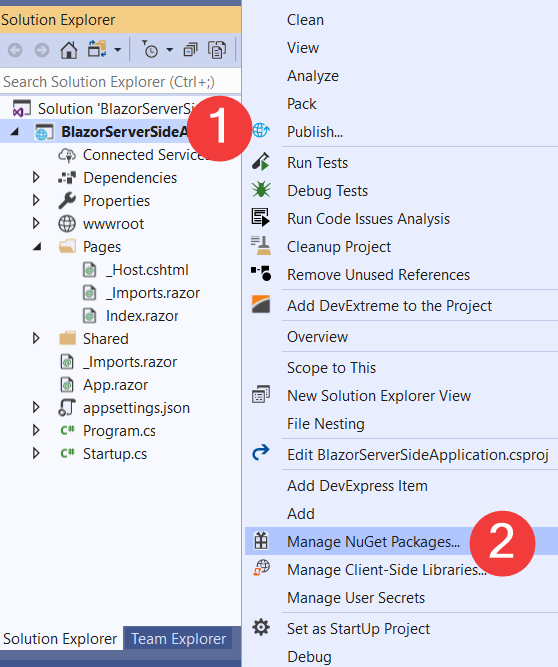 Solution Explorer
Search Solution Explorer (Ctrl+;)
Solution 'BlazorServerSi
BlazorServerSideA
1
Connected Service
Dependencies
Properties
wwwroot
Pages
_Host.cshtml
_Imports.razor
Index.razor
Shared
_Imports.razor
App.razor
appsettings.json
C# Program.cs
C# Startup.cs
Solution Explorer
Team Explorer
Clean
View
Analyze
Pack
Publish...
Run Tests
Debug Tests
Run Code Issues Analysis
Cleanup Project
Remove Unused References
Add DevExtreme to the Project
Overview
Scope to This
New Solution Explorer View
File Nesting
Edit BlazorServerSideApplication.csproj
Add DevExpress Item
Add
Manage NuGet Packages...
2
Manage Client-Side Libraries...
Manage User Secrets
Set as StartUp Project
Debug